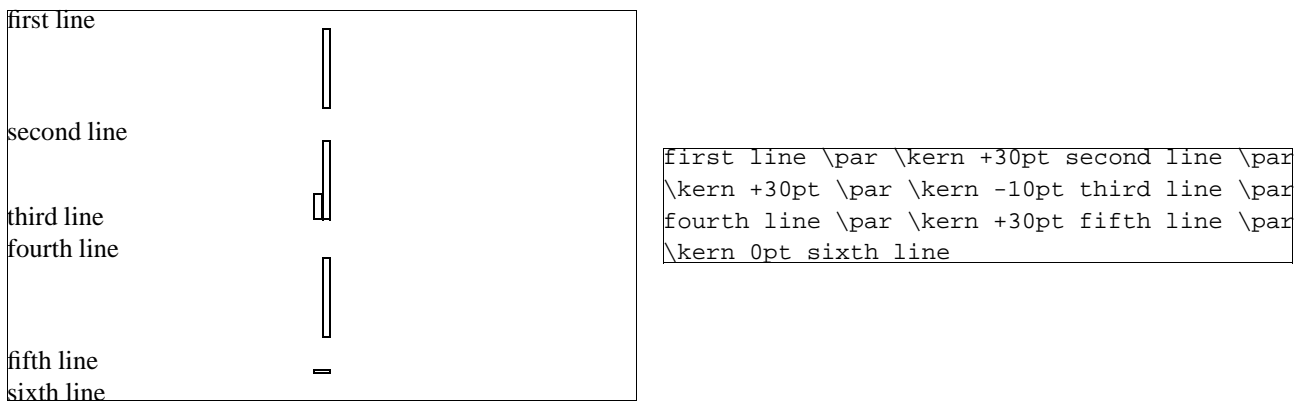 first line
second line
third line
fourth line
fifth line
sixth line
first line \par \kern +30pt second line \par
\kern +30pt \par \kern -10pt third line \par
fourth line \par \kern +30pt fifth line \par
\kern 0pt sixth line